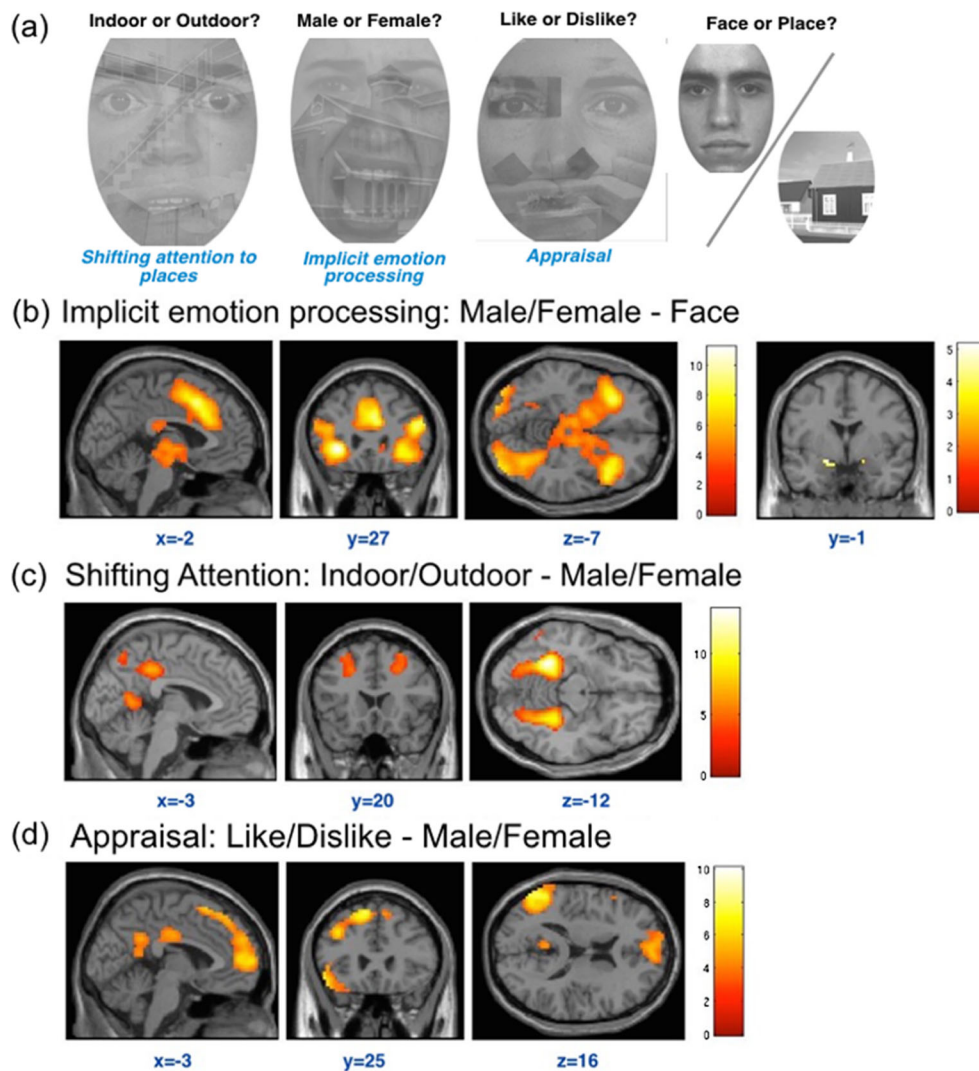 (a)
Indoor or Outdoor? Male or Female? Like or Dislike? Face or Place?
Shifting attention to
places
Implicit emotion
processing
Appraisal
(b) Implicit emotion processing: Male/Female - Face
10
8
6
4
2
0
5
4
3
2
1
0
x=-2 y=27 z=-7 y=-1
(c) Shifting Attention: Indoor/Outdoor - Male/Female
10
5
0
x=-3 y=20 z=-12
(d) Appraisal: Like/Dislike - Male/Female
10
8
6
4
2
0
x=-3 y=25 z=16